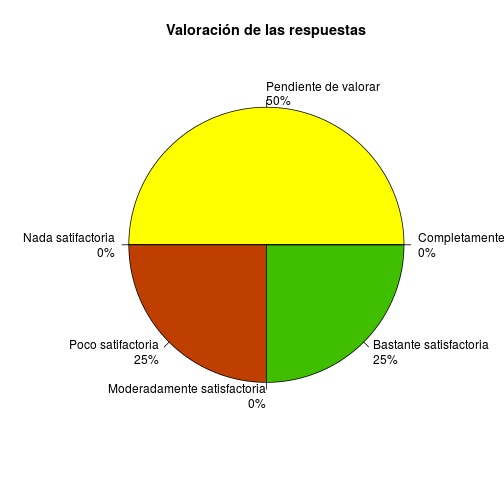 Valoración de las respuestas
Pendiente de valorar
50%
Nada satifactoria
0%
Completamente
0%
Poco satifactoria
25%
Bastante satisfactoria
25%
Moderadamente satisfactoria
0%